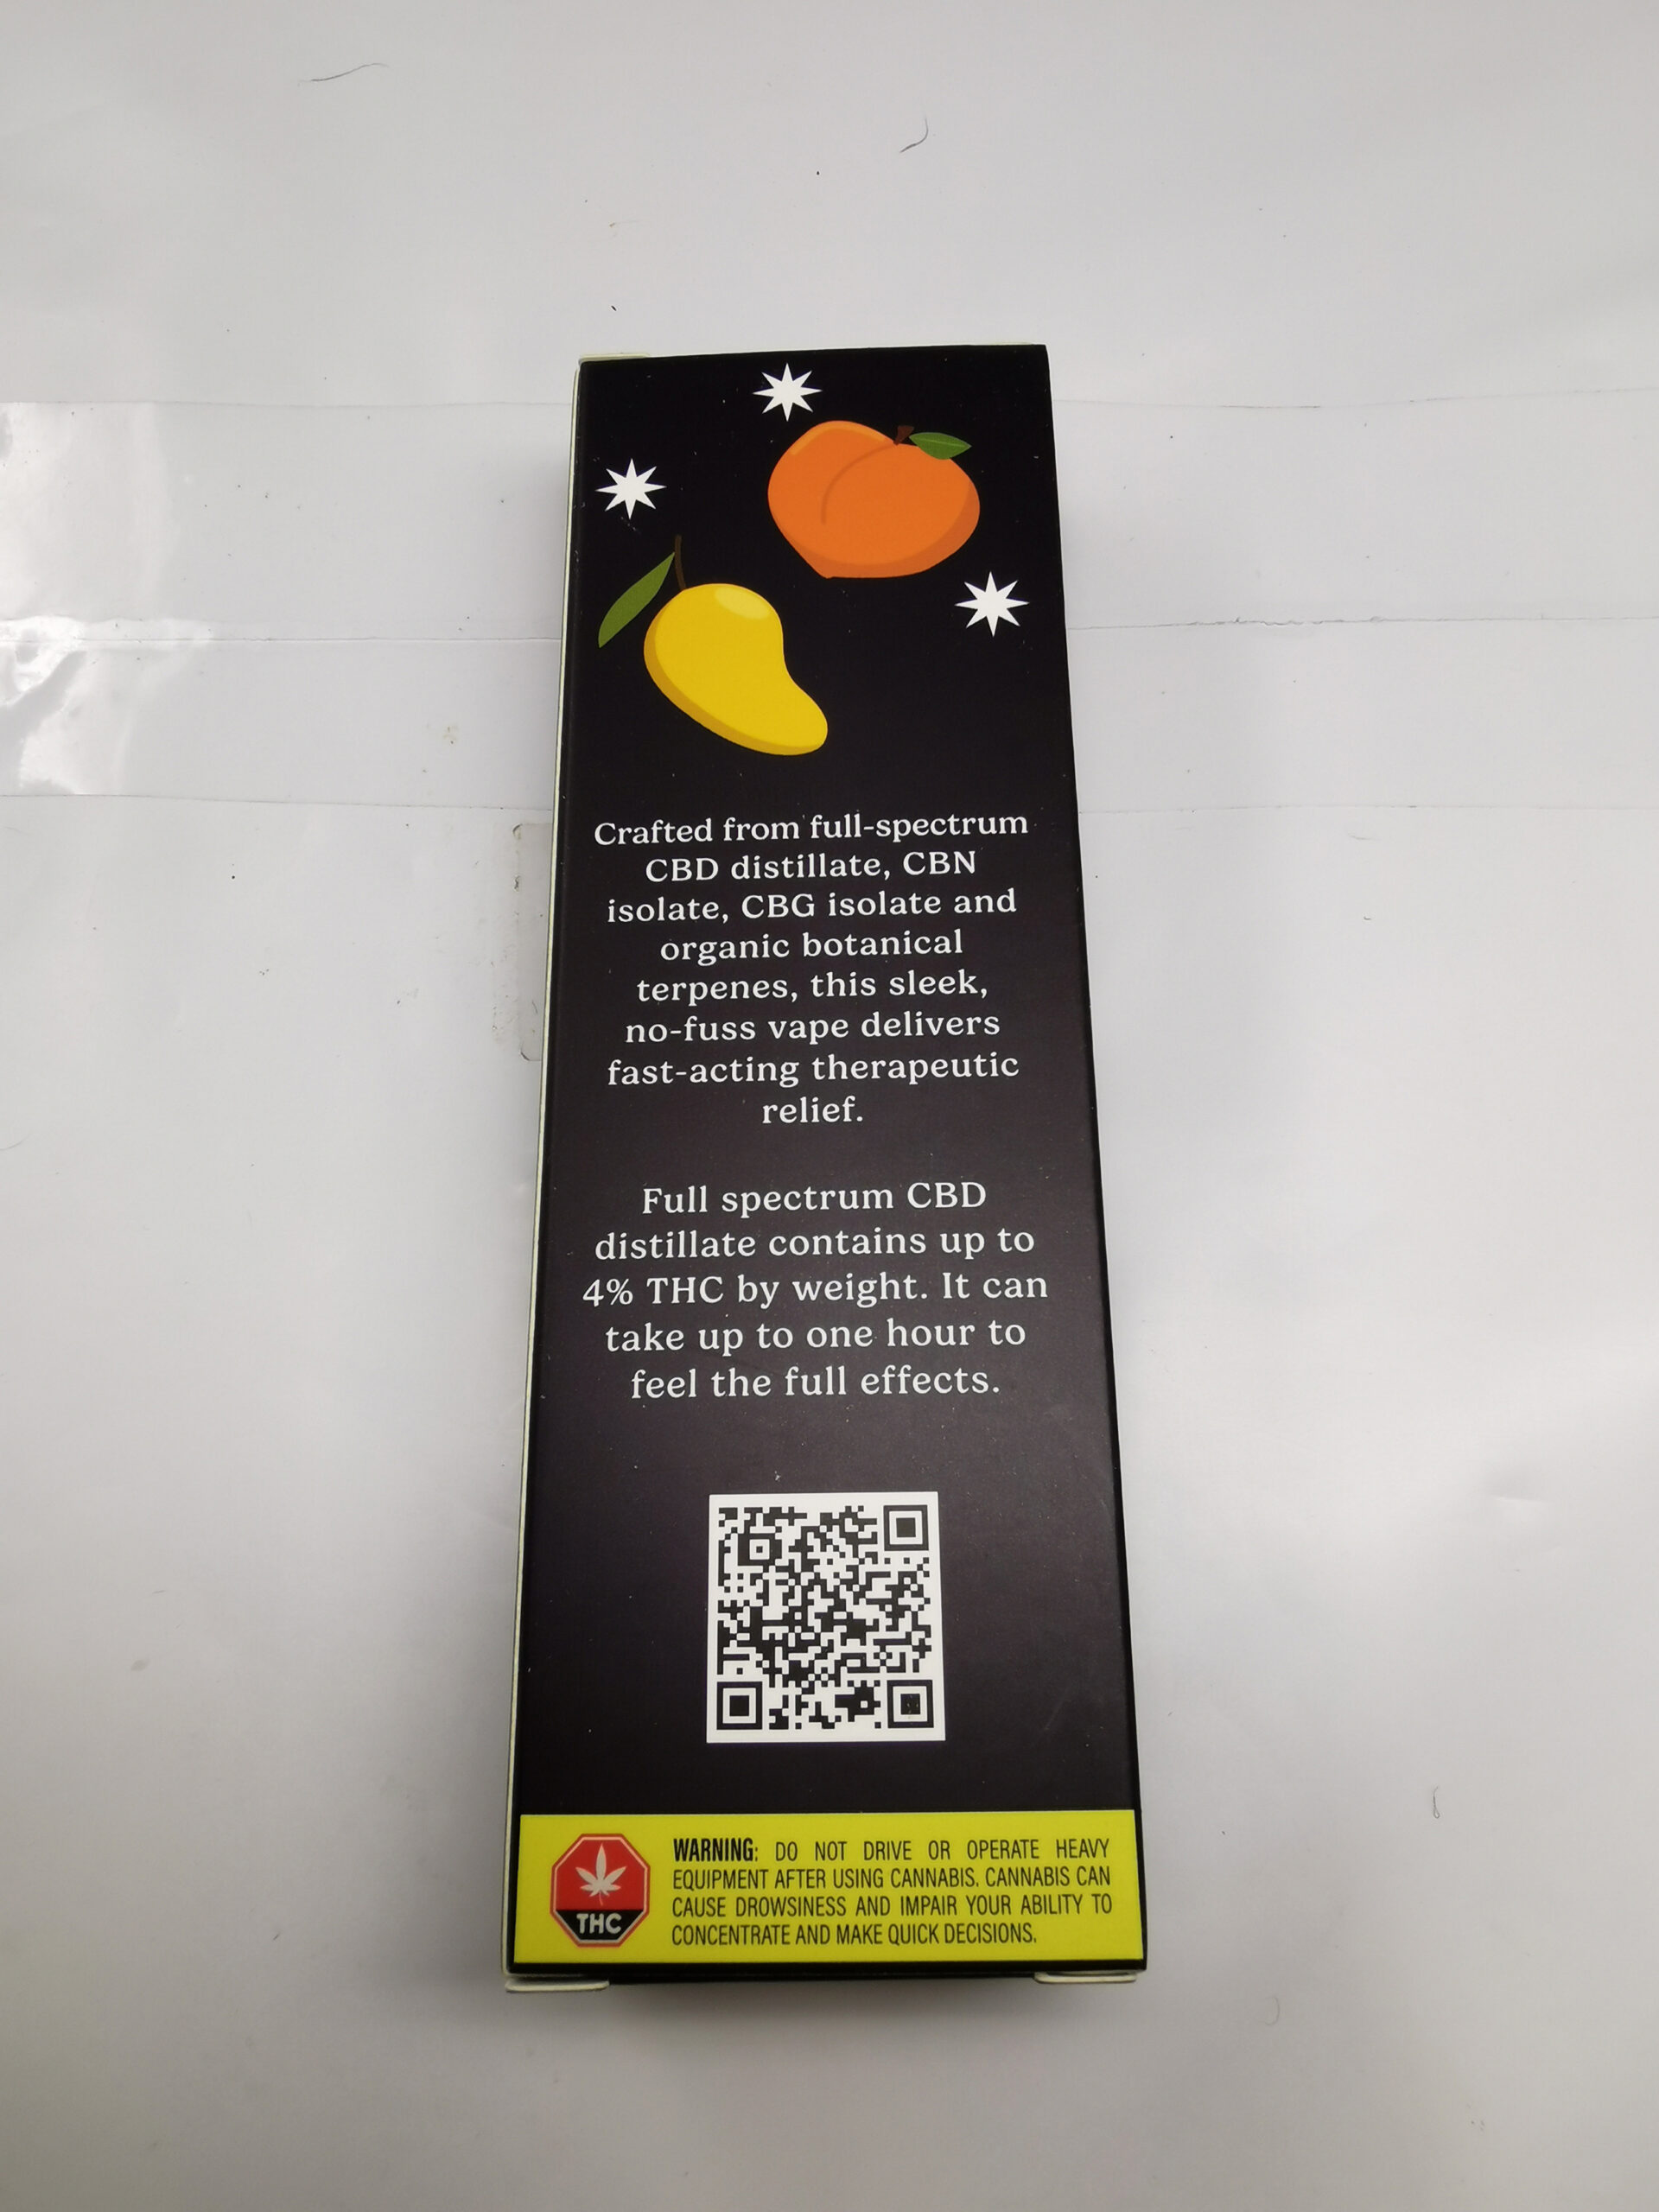 Crafted from full-spectrum
CBD distillate, CBN
isolate, CBG isolate and
organic botanical
terpenes, this sleek,
no-fuss vape delivers
fast-acting therapeutic
relief.
Full spectrum CBD
distillate contains up to
4% THC by weight. It can
take up to one hour to
feel the full effects.
THC
WARNING: DO NOT DRIVE OR OPERATE HEAVY
EQUIPMENT AFTER USING CANNABIS. CANNABIS CAN
CAUSE DROWSINESS AND IMPAIR YOUR ABILITY TO
CONCENTRATE AND MAKE QUICK DECISIONS.